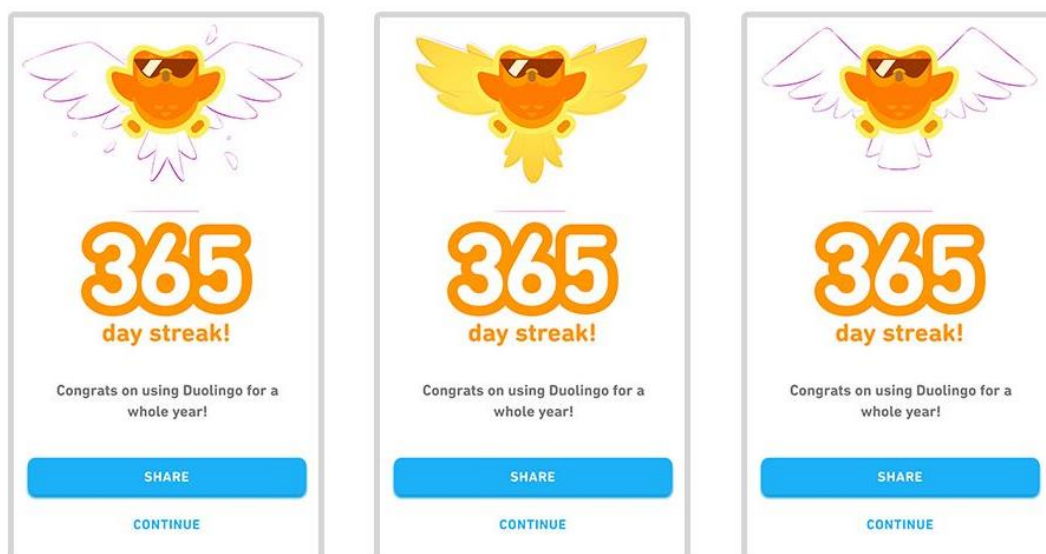 365
day streak!
Congrats on using Duolingo for a
whole year!
SHARE
CONTINUE
365
day streak!
Congrats on using Duolingo for a
whole year!
SHARE
CONTINUE
365
day streak!
Congrats on using Duolingo for a
whole year!
SHARE
CONTINUE